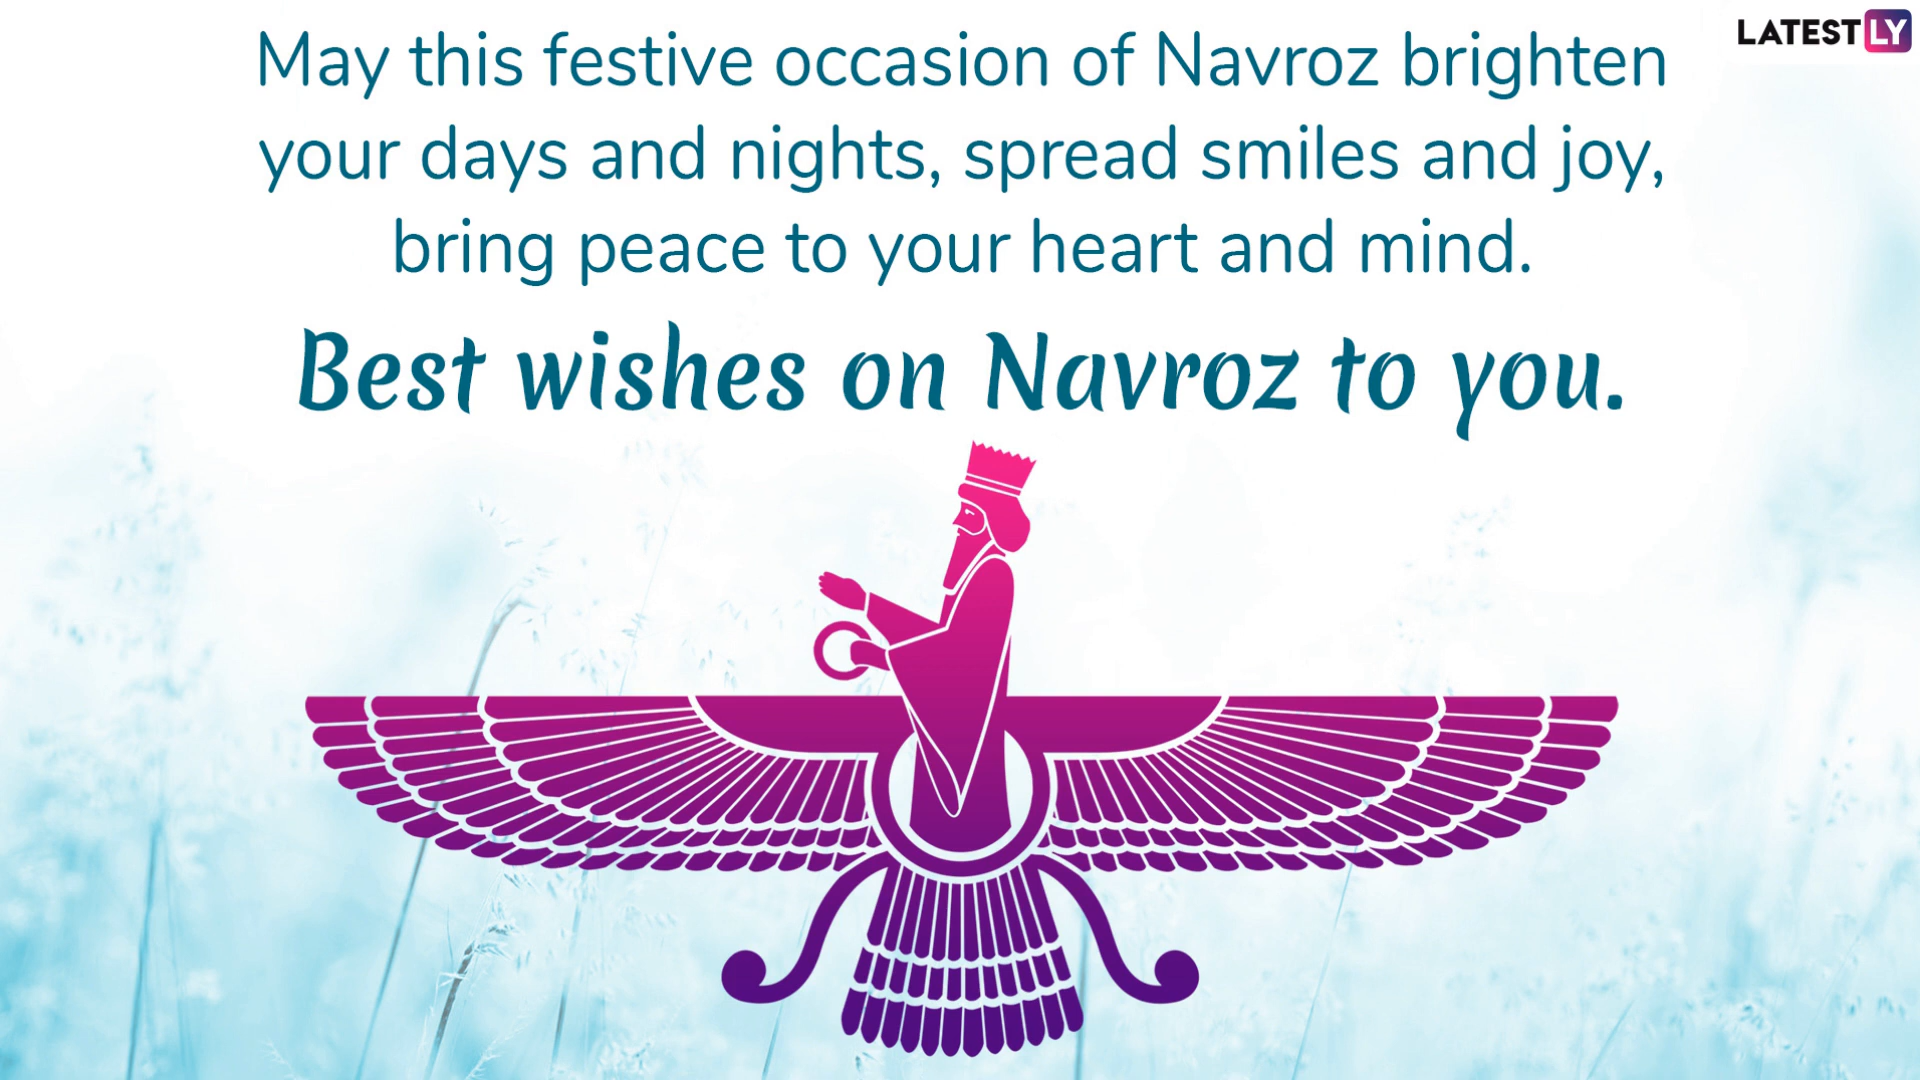 LATESTLY
May this festive occasion of Navroz brighten
your days and nights, spread smiles and joy,
bring peace to your heart and mind.
Best wishes on Navroz to you.